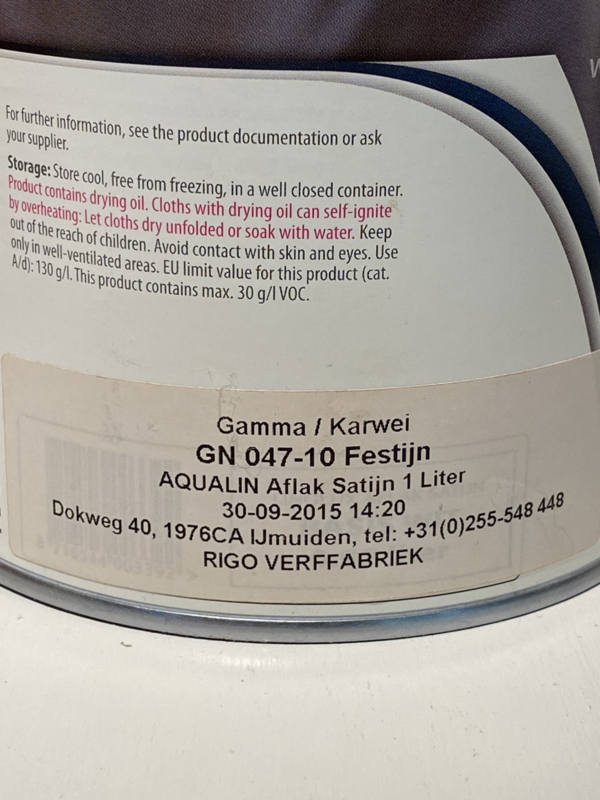 For further information, see the product documentation or ask
your supplier.
Storage: Store cool, free from freezing, in a well closed container.
Product contains drying oil. Cloths with drying oil can self-ignite
by overheating: Let cloths dry unfolded or soak with water. Keep
out of the reach of children. Avoid contact with skin and eyes. Use
only in well-ventilated areas. EU limit value for this product (cat.
A/d): 130 g/l. This product contains max. 30 g/l VOC.
Gamma / Karwei
GN 047-10 Festijn
AQUALIN Aflak Satijn 1 Liter
30-09-2015 14:20
Dokweg 40, 1976CA IJmuiden, tel: +31(0)255-548 448
RIGO VERFFABRIEK